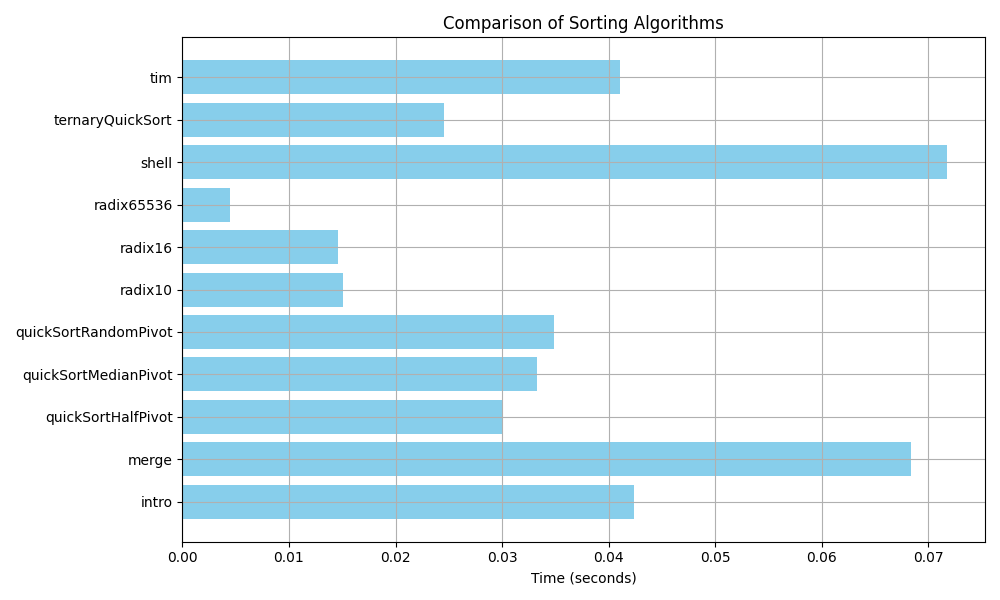 Comparison of Sorting Algorithms
tim
ternaryQuickSort
shell
radix65536
radix16
radix10
quickSortRandomPivot
quickSortMedianPivot
quickSortHalfPivot
merge
intro
0.00 0.01 0.02 0.03 0.04 0.05 0.06 0.07
Time (seconds)